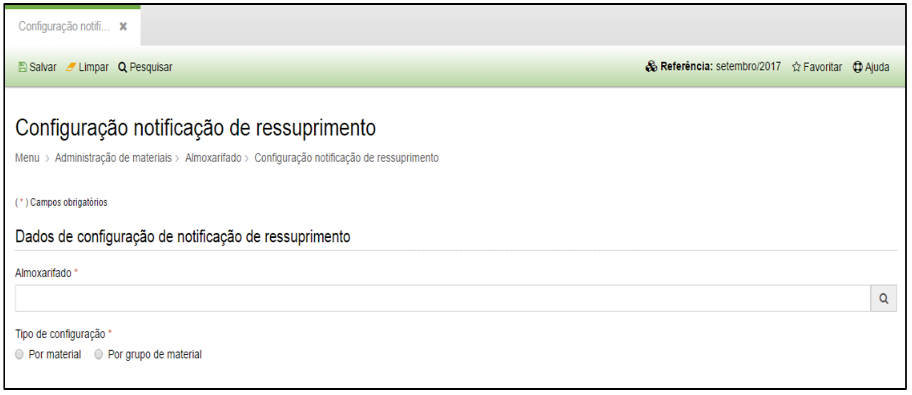 Configuração notifi... ✖
Salvar Limpar Pesquisar Referência: setembro/2017 Favoritar Ajuda
Configuração notificação de ressuprimento
Menu > Administração de materiais > Almoxarifado > Configuração notificação de ressuprimento
( * ) Campos obrigatórios
Dados de configuração de notificação de ressuprimento
Almoxarifado *
Tipo de configuração *
Por material Por grupo de material